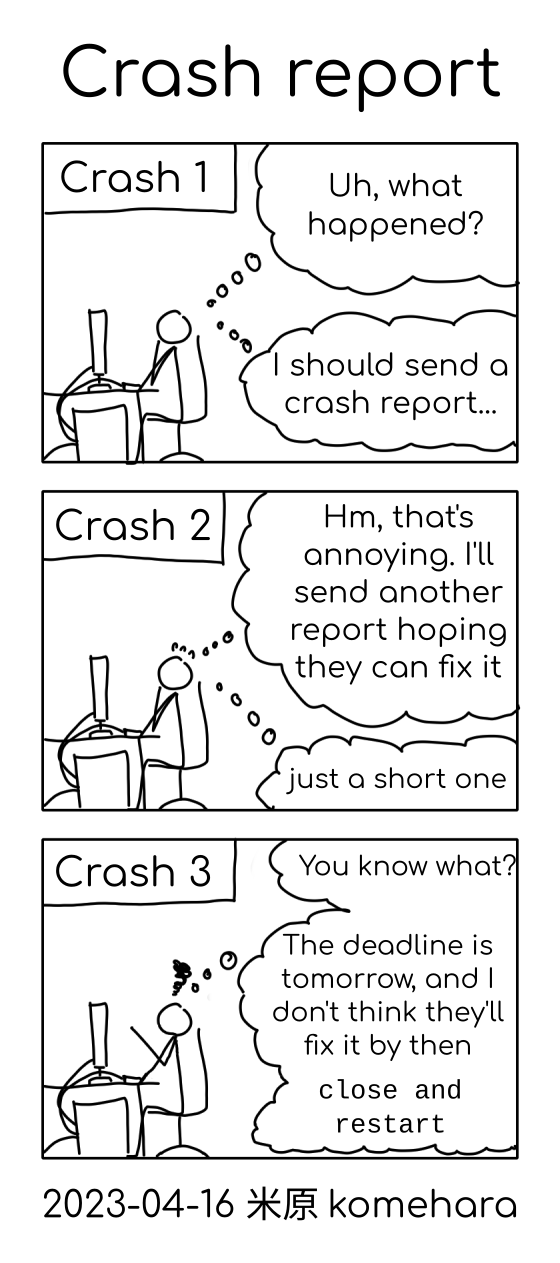 Crash report
Crash 1
Uh, what
happened?
I should send a
crash report...
Crash 2
Hm, that's
annoying. I'll
send another
report hoping
they can fix it
just a short one
Crash 3
You know what?
The deadline is
tomorrow, and I
don't think they'll
fix it by then
close and
restart
2023-04-16 米原 komehara